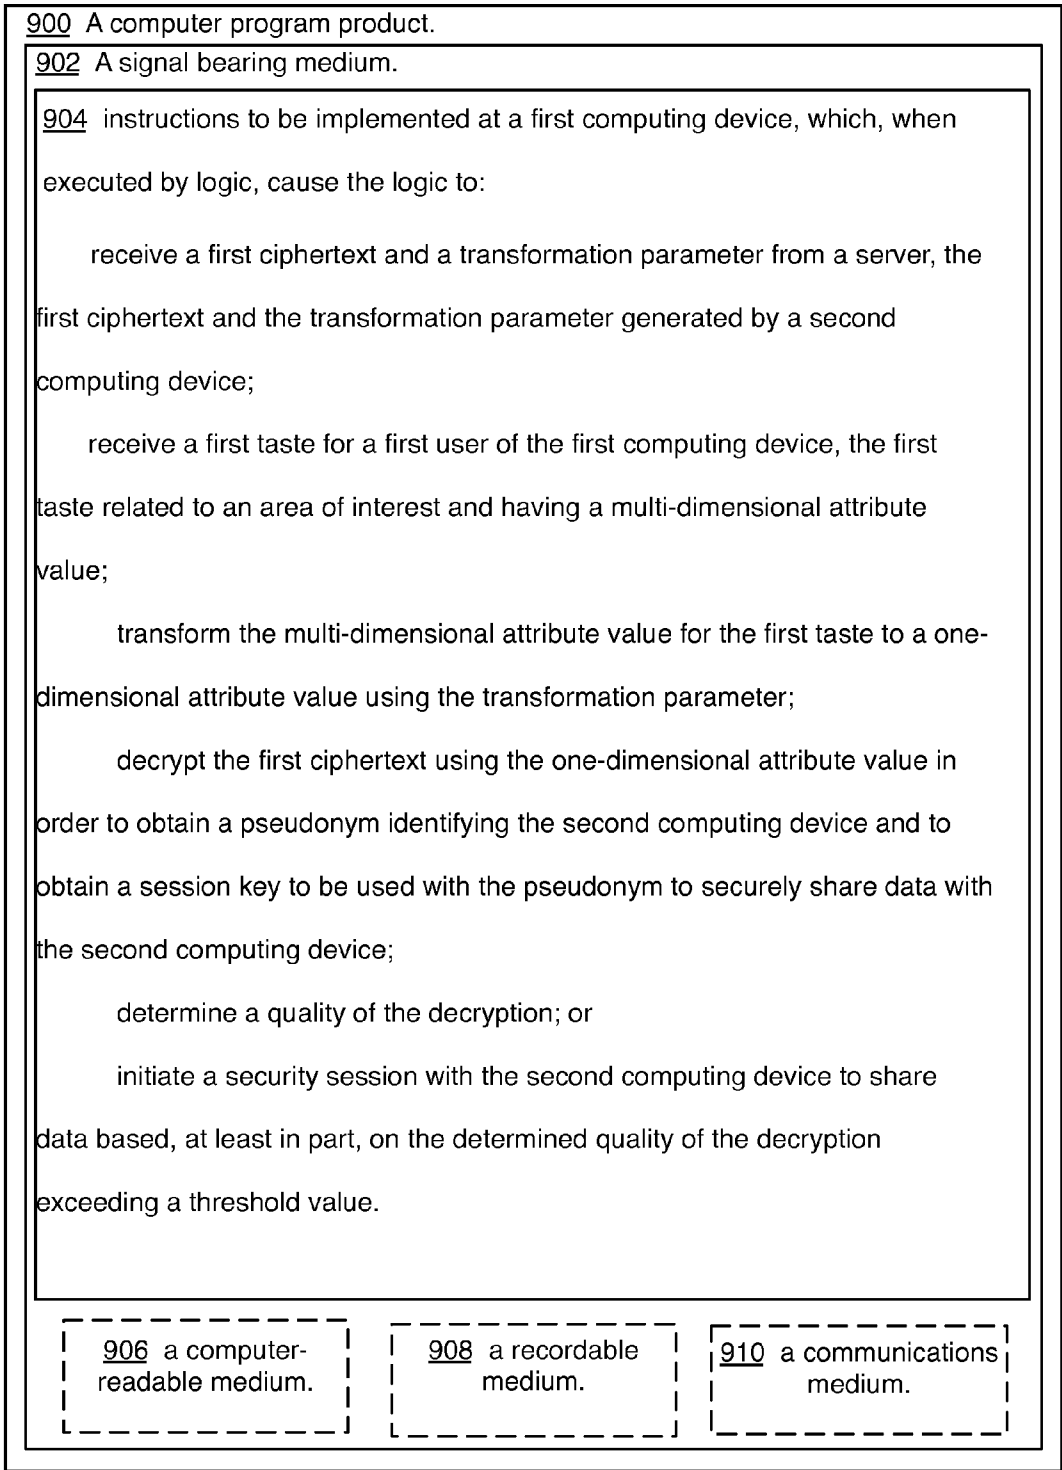 900 A computer program product.
902 A signal bearing medium.
904 instructions to be implemented at a first computing device, which, when
executed by logic, cause the logic to:
receive a first ciphertext and a transformation parameter from a server, the
first ciphertext and the transformation parameter generated by a second
computing device;
receive a first taste for a first user of the first computing device, the first
taste related to an area of interest and having a multi-dimensional attribute
value;
transform the multi-dimensional attribute value for the first taste to a one-
dimensional attribute value using the transformation parameter;
decrypt the first ciphertext using the one-dimensional attribute value in
order to obtain a pseudonym identifying the second computing device and to
obtain a session key to be used with the pseudonym to securely share data with
the second computing device;
determine a quality of the decryption; or
initiate a security session with the second computing device to share
data based, at least in part, on the determined quality of the decryption
exceeding a threshold value.
906 a computer-
readable medium.
908 a recordable
medium.
910 a communications
medium.